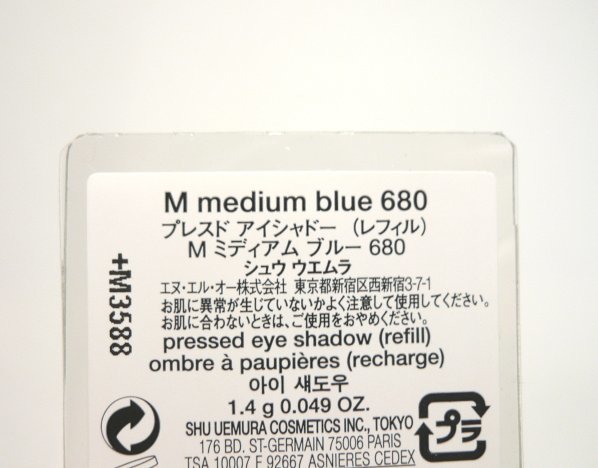 M medium blue 680
プレスド アイシャドー （レフィル）
M ミディアム ブルー 680
シュウ ウエムラ
エヌ・エル・オー株式会社 東京都新宿区西新宿3-7-1
お肌に異常が生じていないかよく注意して使用してください。
お肌に合わないときは、ご使用をおやめください。
pressed eye shadow (refill)
ombre à paupières (recharge)
아이 섀도우
1.4 g 0.049 OZ.
SHU UEMURA COSMETICS INC., TOKYO
176 BD. ST-GERMAIN 75006 PARIS
TSA 10007 F 92667 ASNIERES CEDEX
+M3588
プラ